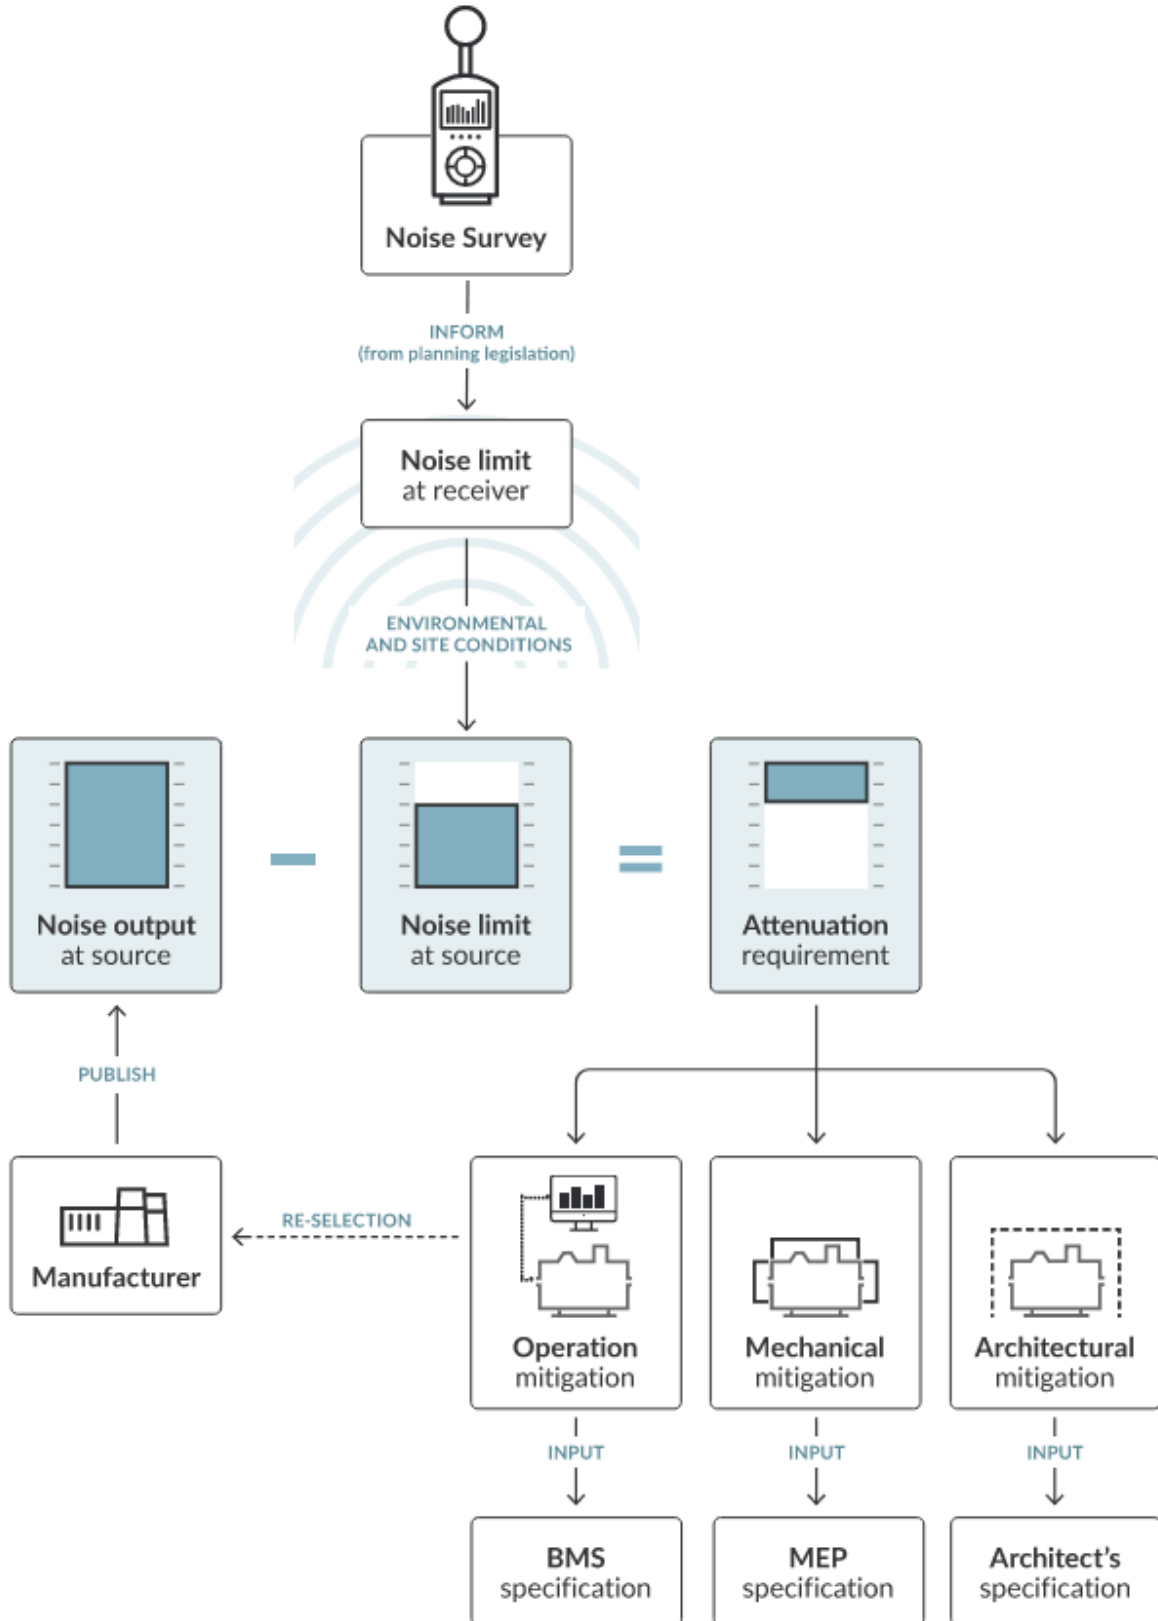 Noise Survey
INFORM
(from planning legislation)
Noise limit
at receiver
ENVIRONMENTAL
AND SITE CONDITIONS
Noise output
at source
Noise limit
at source
Attenuation
requirement
PUBLISH
Manufacturer
RE-SELECTION
Operation
mitigation
Mechanical
mitigation
Architectural
mitigation
INPUT
INPUT
INPUT
BMS
specification
MEP
specification
Architect's
specification